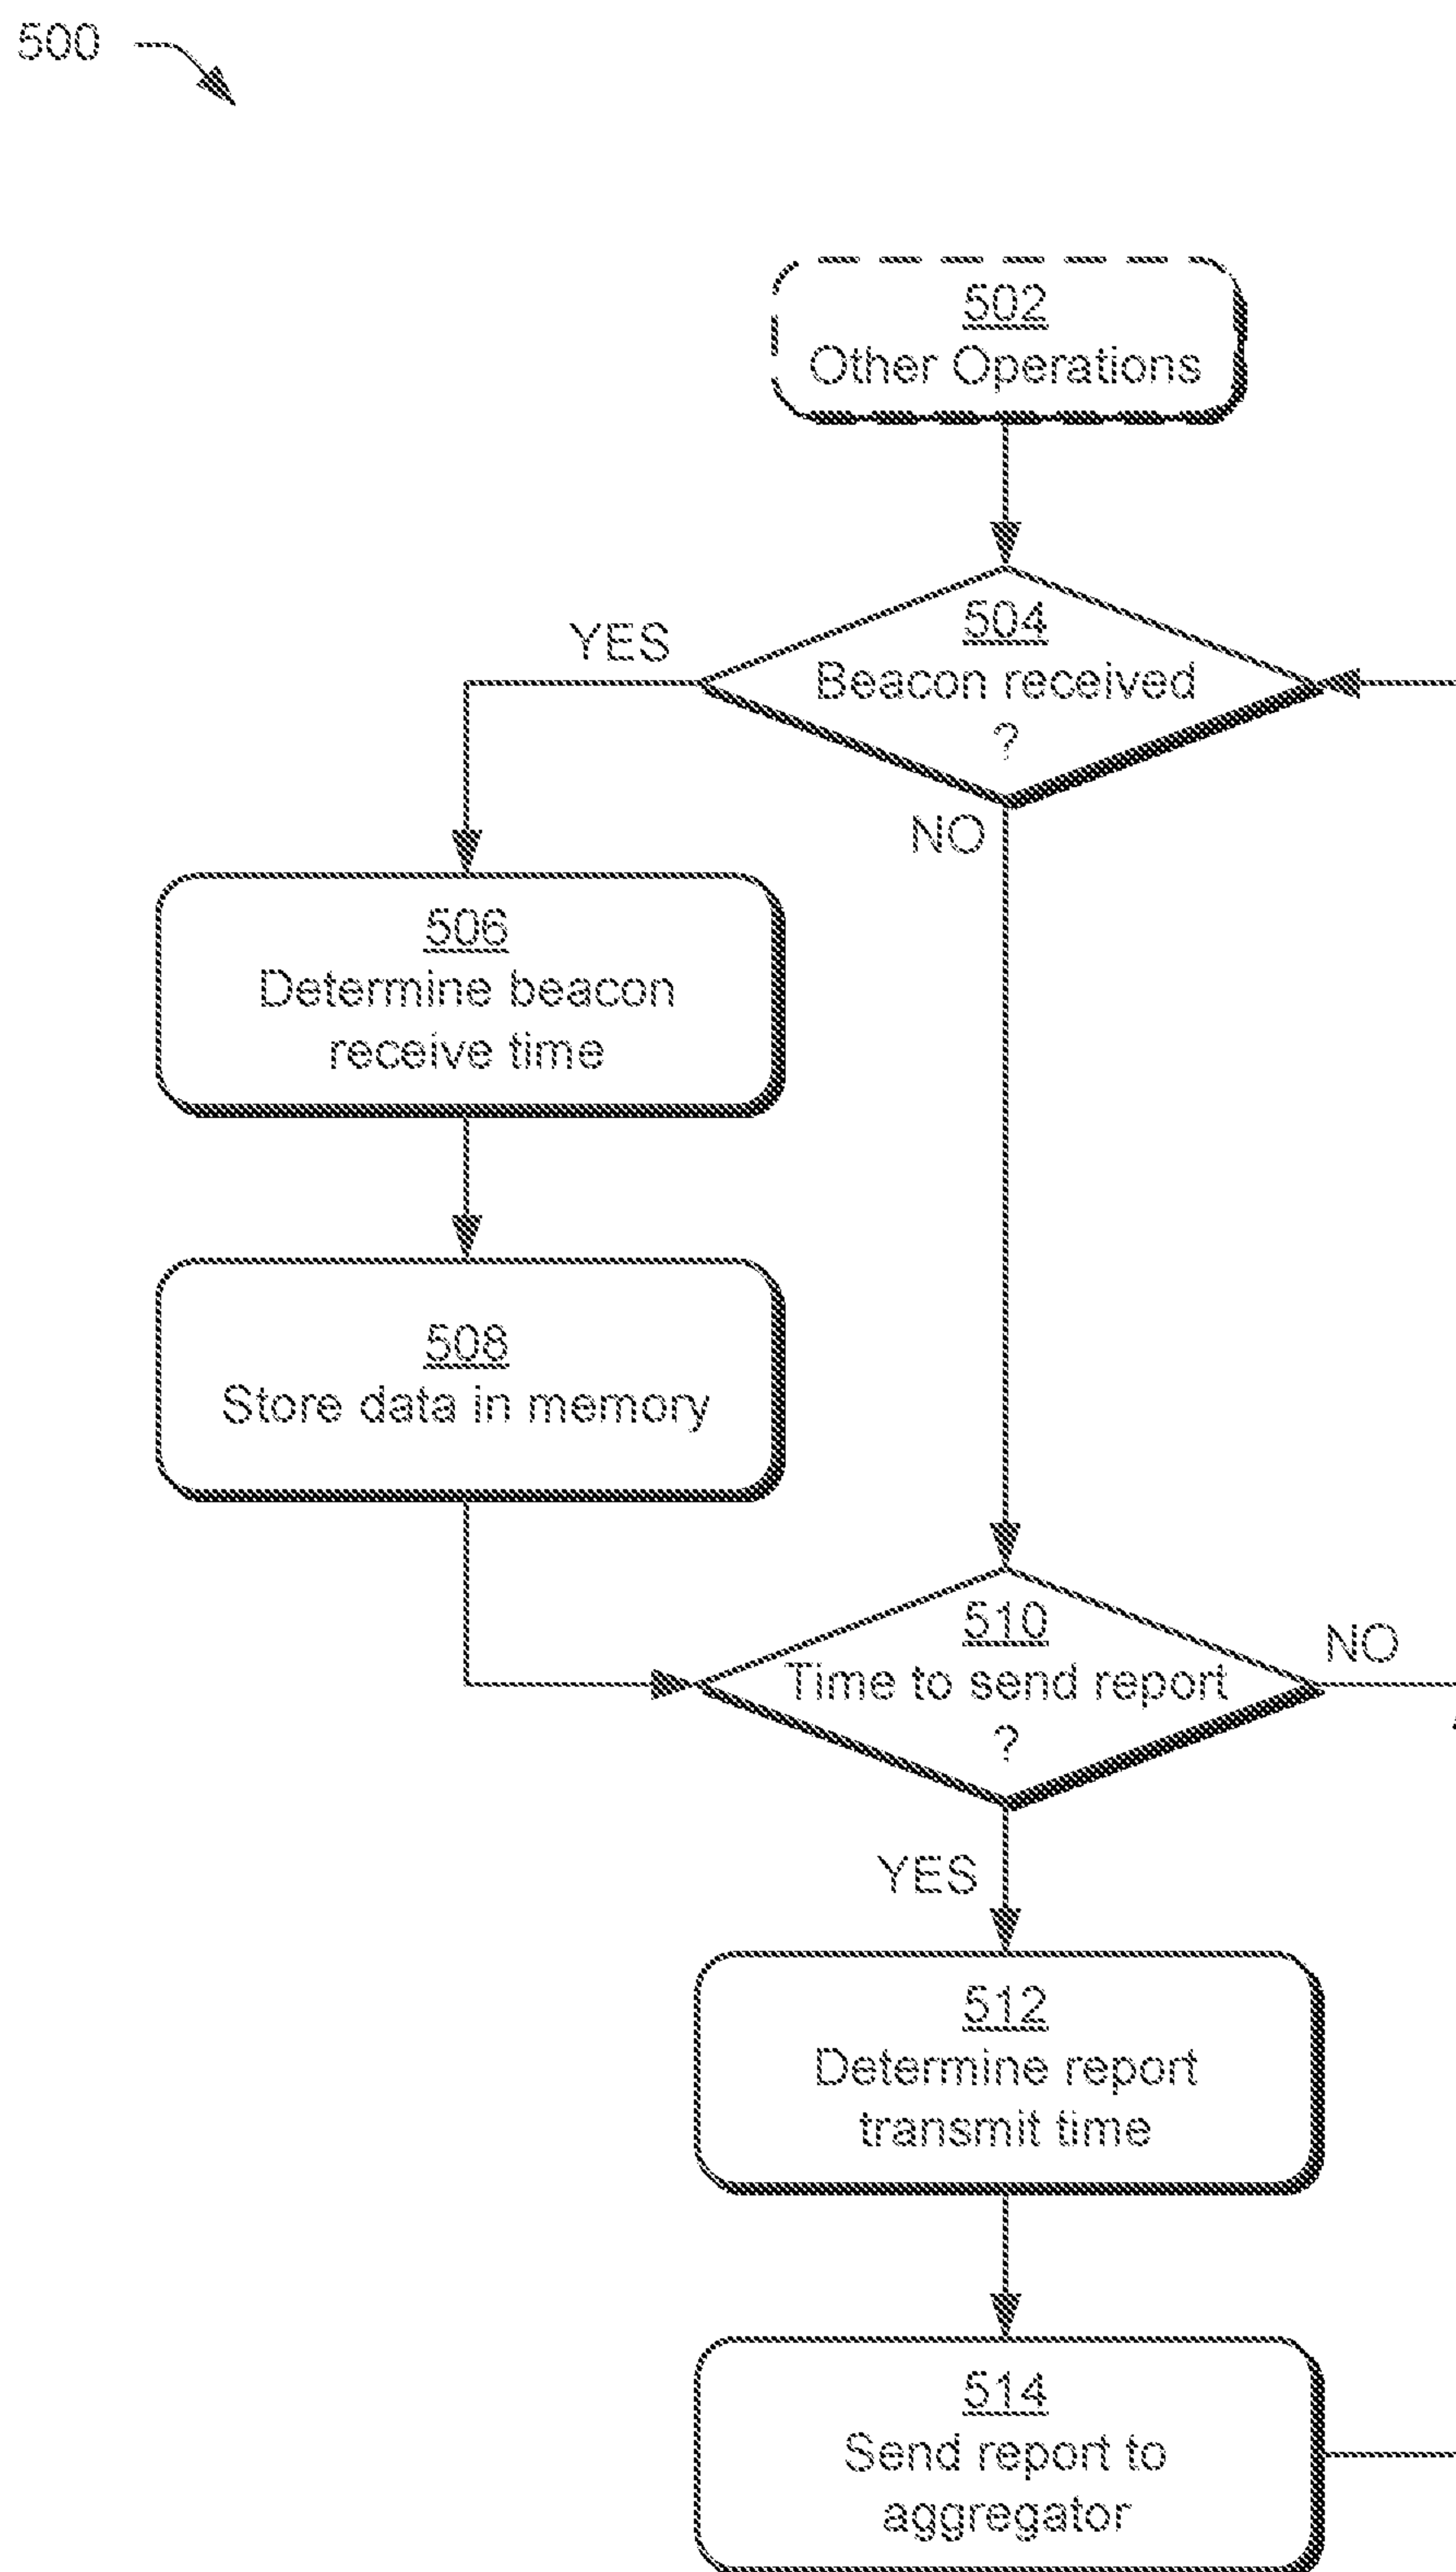 500
502
Other Operations
504
YES
Beacon received
?
NO
506
Determine beacon
receive time
508
Store data in memory
510
NO
Time to send report
?
YES
512
Determine report
transmit time
514
Send report to
aggregator